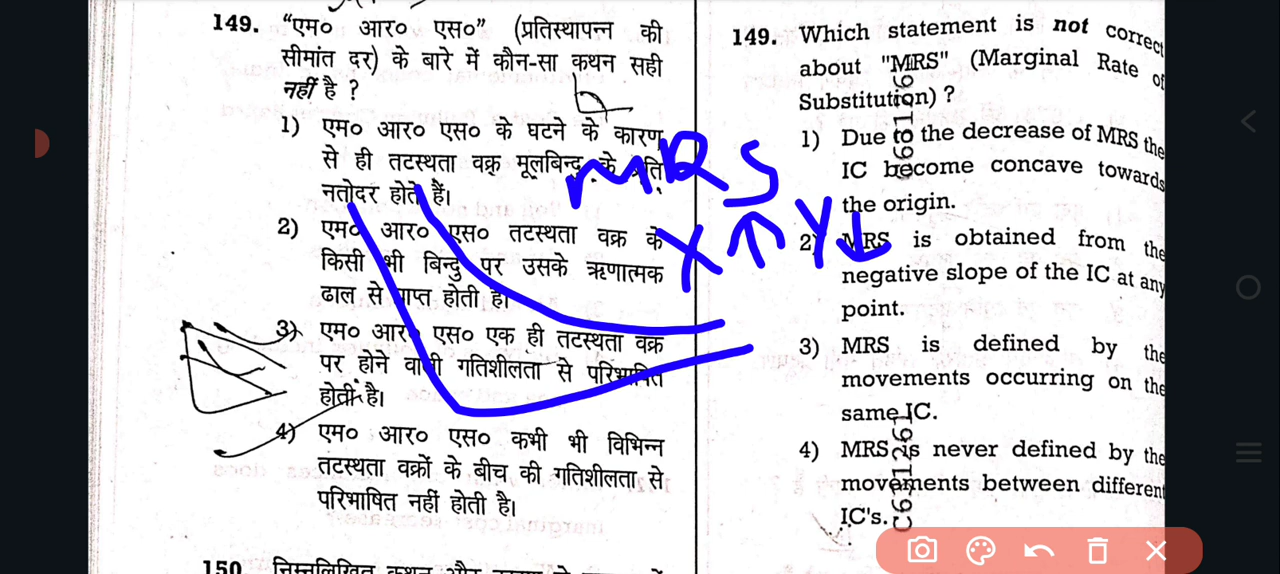 149. “एम० आर० एस०” (प्रतिस्थापन्न की
सीमांत दर) के बारे में कौन-सा कथन सही
नहीं है ?
1) एम० आर० एस० के घटने के कारण
से ही तटस्थता वक्र मूलबिन्दु के प्रति
नतोदर होते हैं।
2) एम० आर० एस० तटस्थता वक्र के
किसी भी बिन्दु पर उसके ऋणात्मक
ढाल से प्राप्त होती है।
3) एम० आर० एस० एक ही तटस्थता वक्र
पर होने वाली गतिशीलता से परिभाषित
होती है।
4) एम० आर० एस० कभी भी विभिन्न
तटस्थता वक्रों के बीच की गतिशीलता से
परिभाषित नहीं होती है।
150. निम्नलिखित कथन और
MRS
X ↑ Y ↓
149. Which statement is not correct
about "MRS" (Marginal Rate of
Substitution) ?
1) Due to the decrease of MRS the
IC become concave towards
the origin.
2) MRS is obtained from the
negative slope of the IC at any
point.
3) MRS is defined by the
movements occurring on the
same IC.
4) MRS is never defined by the
movements between different
IC's.